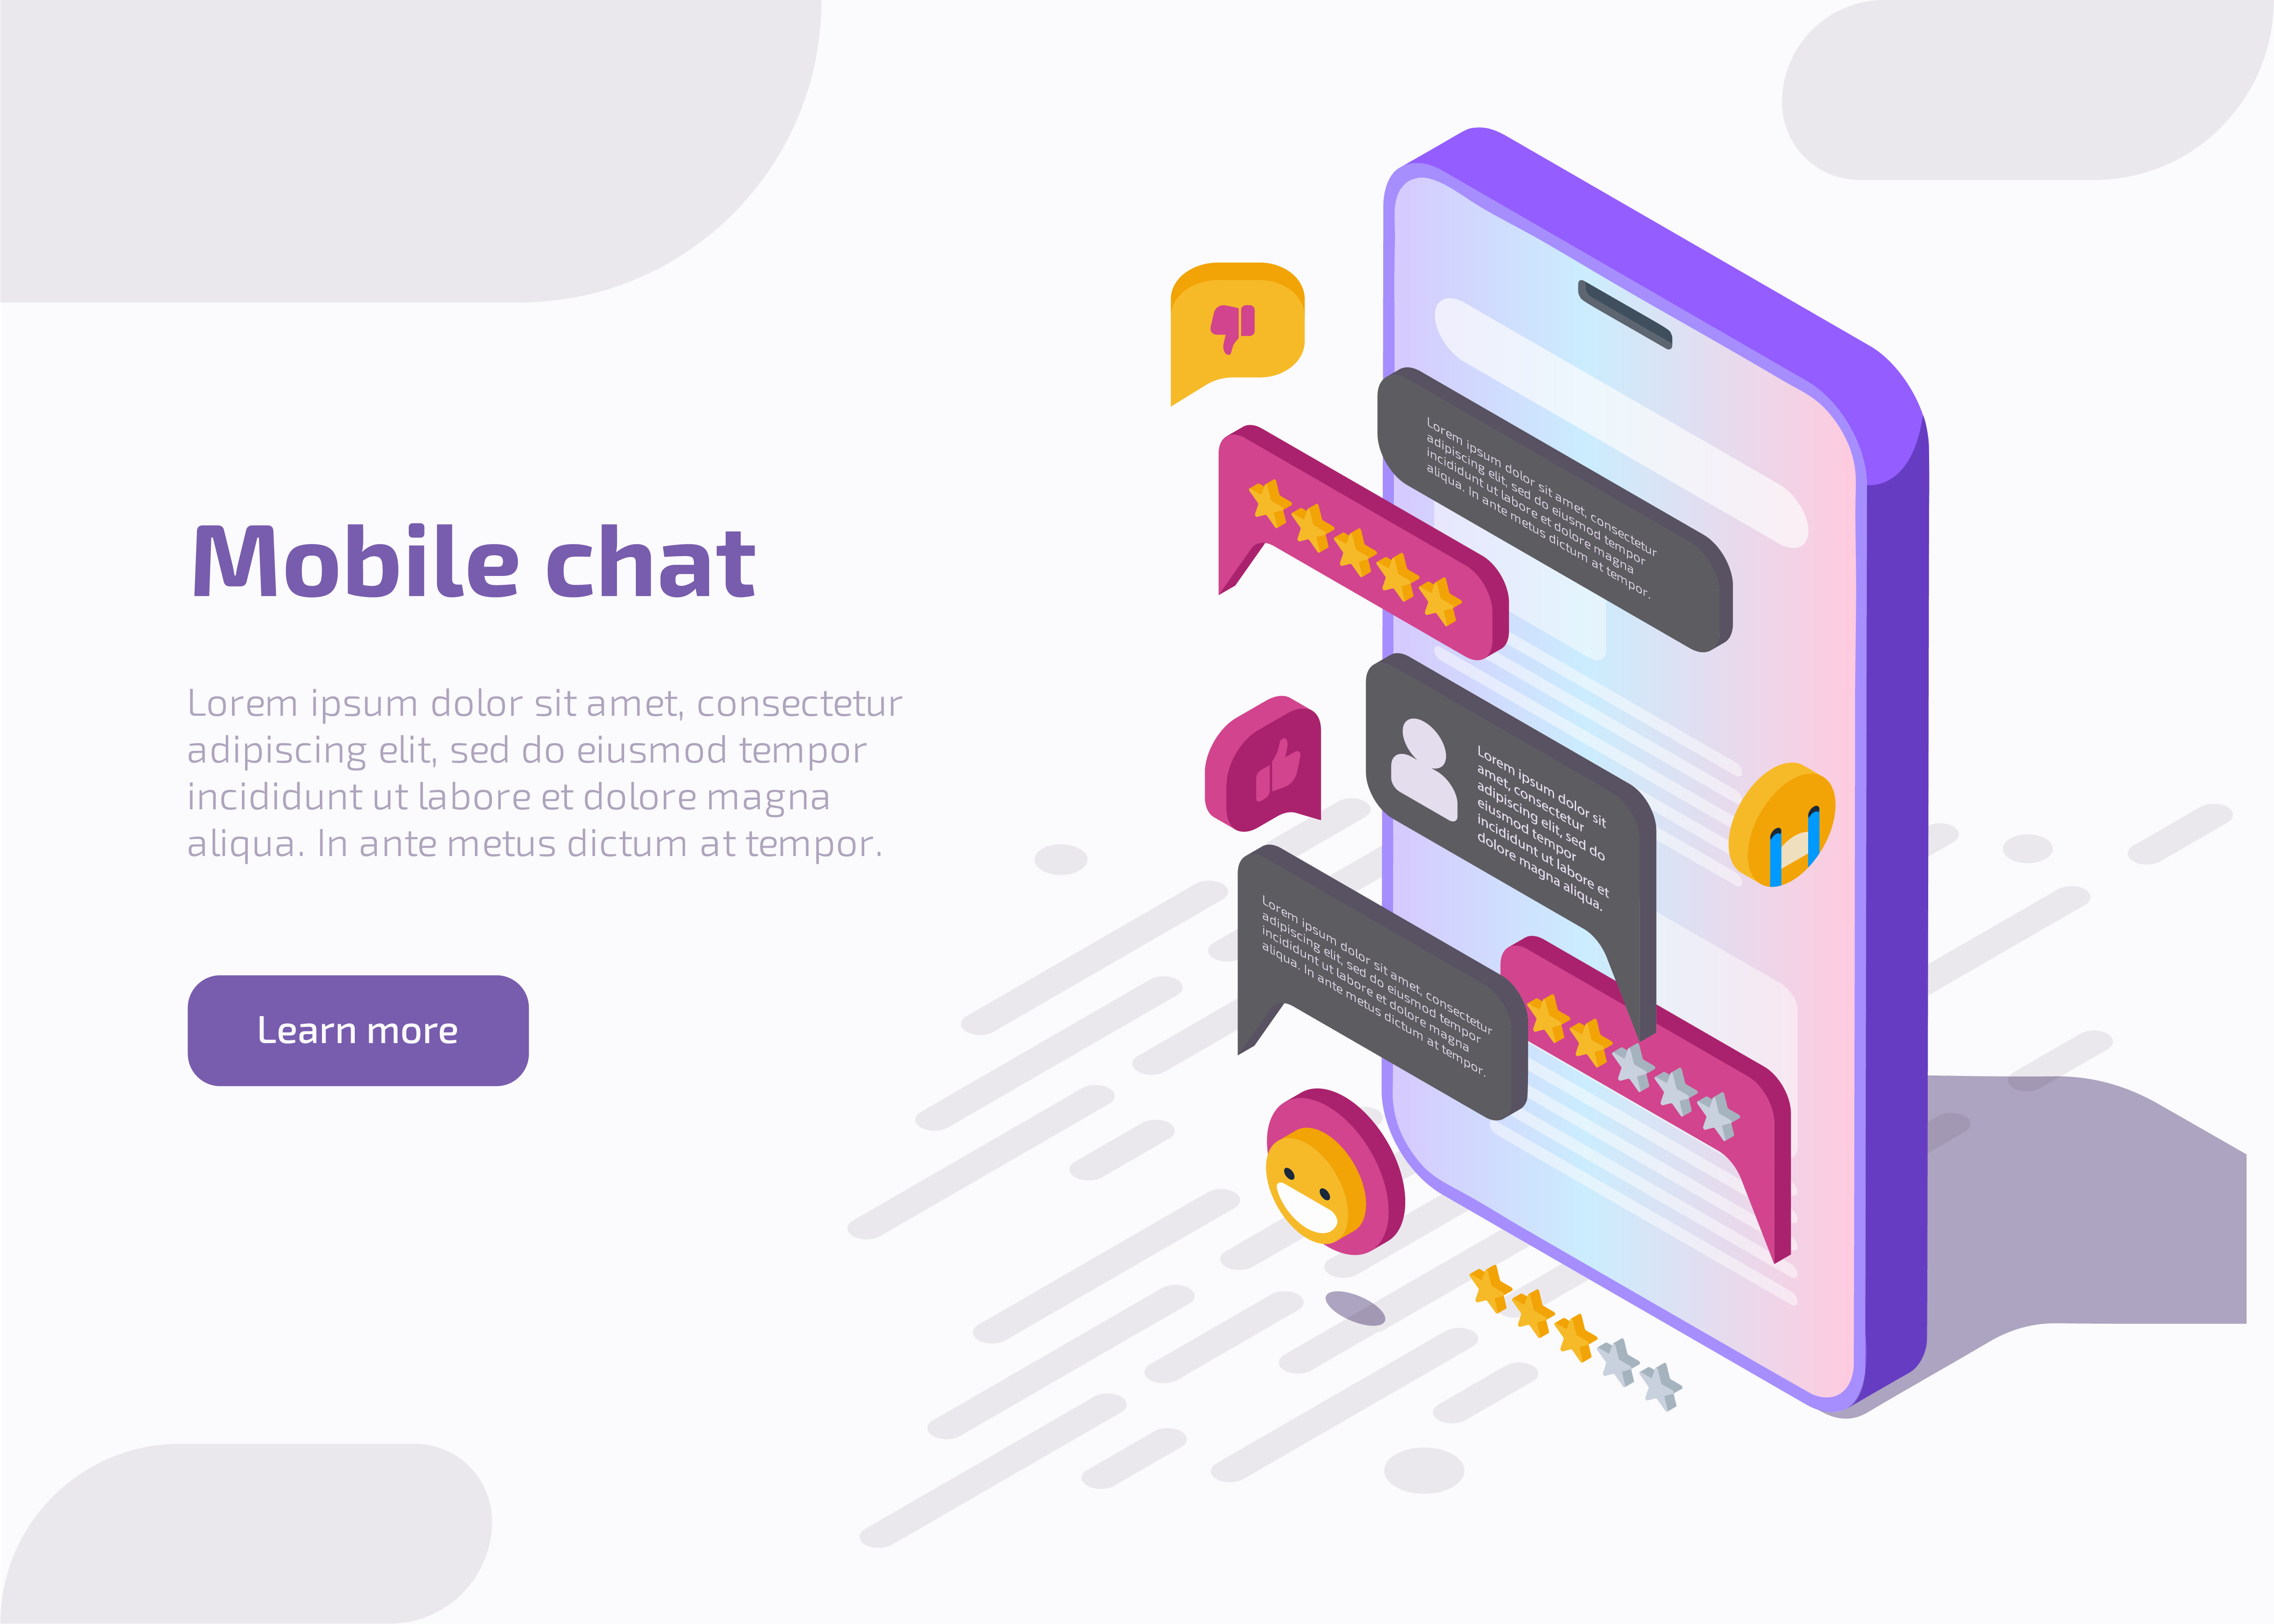 Mobile chat
Lorem ipsum dolor sit amet, consectetur
adipiscing elit, sed do eiusmod tempor
incididunt ut labore et dolore magna
aliqua. In ante metus dictum at tempor.
Learn more
Lorem ipsum dolor sit amet, consectetur
adipiscing elit, sed do eiusmod tempor
incididunt ut labore et dolore magna
aliqua. In ante metus dictum at tempor.
Lorem ipsum dolor sit
amet, consectetur
adipiscing elit, sed do
eiusmod tempor
incididunt ut labore et
dolore magna aliqua.
Lorem ipsum dolor sit amet, consectetur
adipiscing elit, sed do eiusmod tempor
incididunt ut labore et dolore magna
aliqua. In ante metus dictum at tempor.